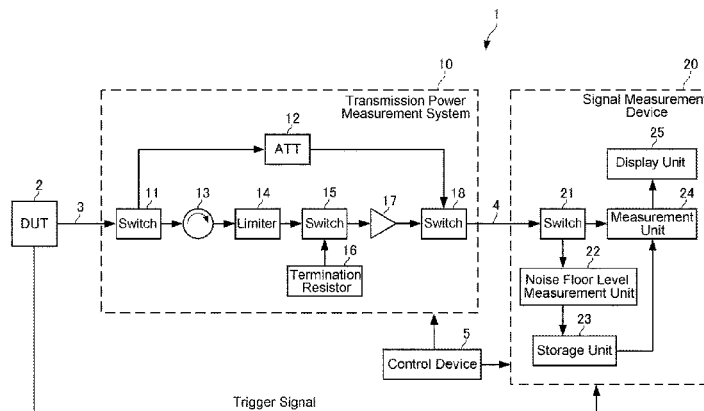 1
10
20
Transmission Power
Measurement System
Signal Measurement
Device
12
ATT
25
Display Unit
2
DUT
3
11
Switch
13
14
Limiter
15
Switch
17
18
Switch
4
21
Switch
24
Measurement
Unit
16
Termination
Resistor
22
Noise Floor Level
Measurement Unit
23
Storage Unit
5
Control Device
Trigger Signal